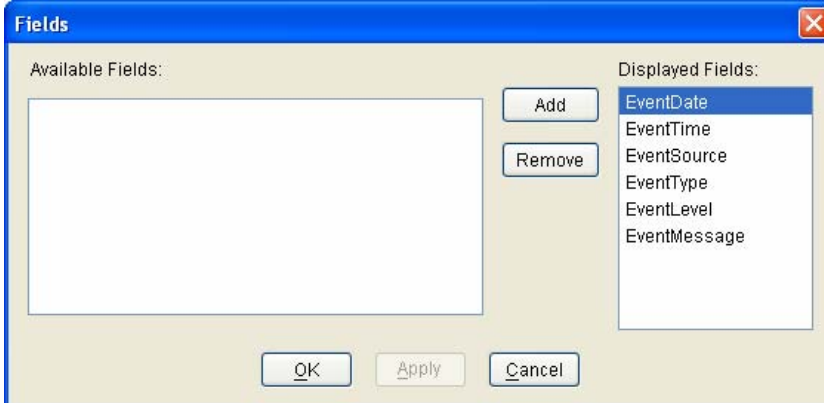 Fields
Available Fields:
Add
Remove
Displayed Fields:
EventDate
EventTime
EventSource
EventType
EventLevel
EventMessage
OK
Apply
Cancel